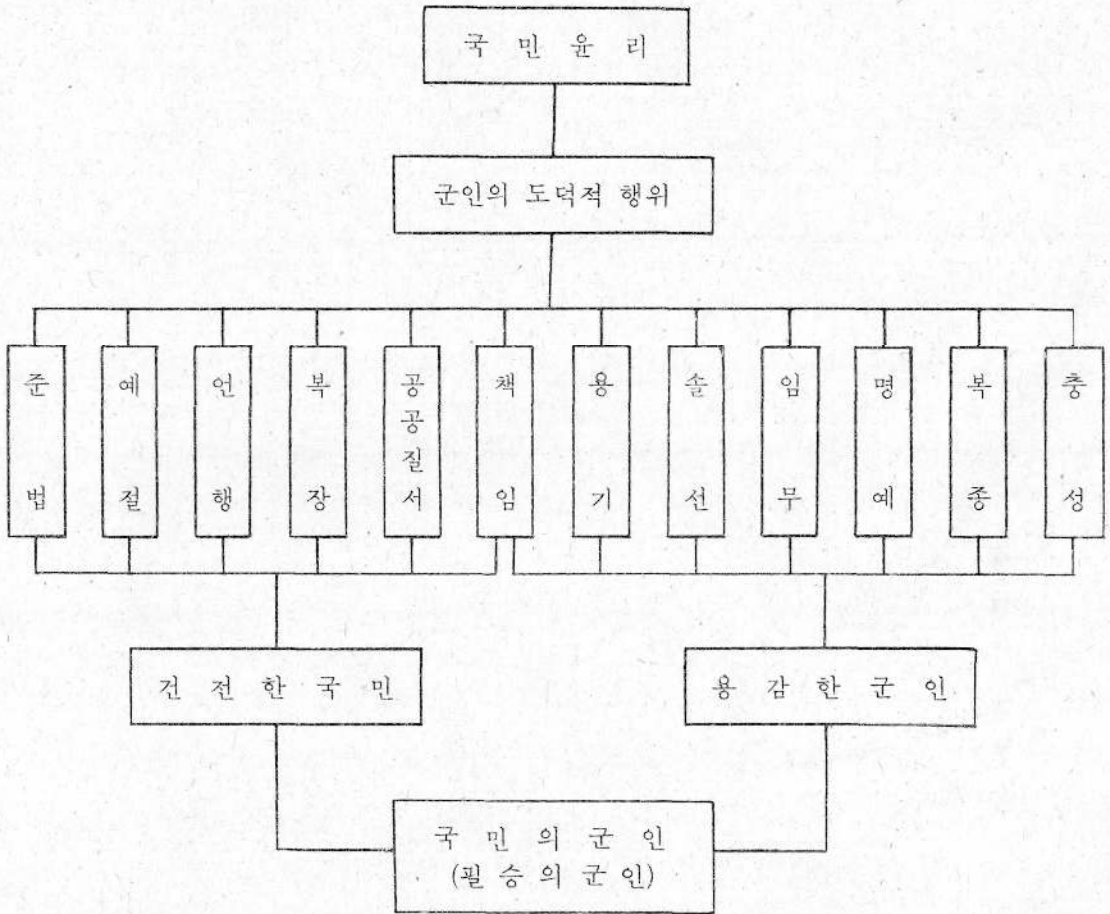 국 민 윤 리
군인의 도덕적 행위
준법
예절
언행
복장
공공질서
책임
용기
솔선
임무
명예
복종
충성
건 전 한 국 민
용 감 한 군 인
국 민 의 군 인
(필 승 의 군 인)